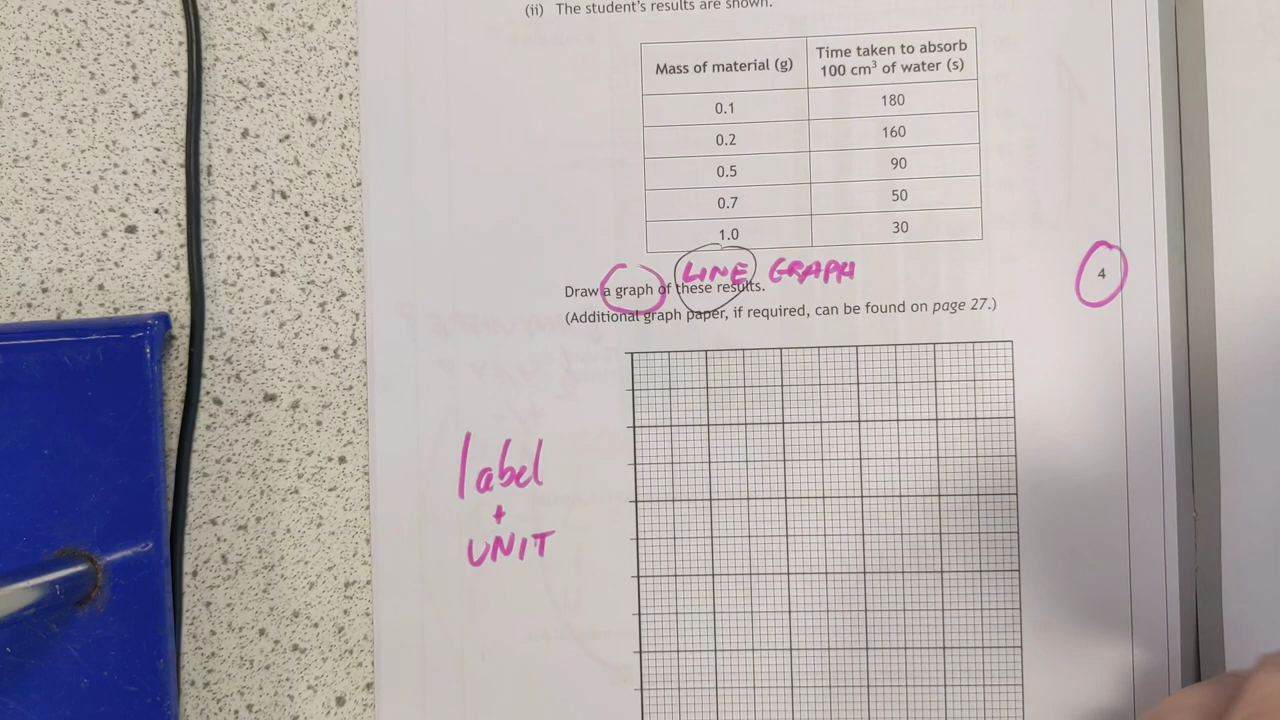 (ii) The student's results are shown.
Mass of material (g)
Time taken to absorb
100 cm³ of water (s)
0.1 180
0.2 160
0.5 90
0.7 50
1.0 30
LINE GRAPH
Draw a graph of these results.
4
(Additional graph paper, if required, can be found on page 27.)
label
+
UNIT